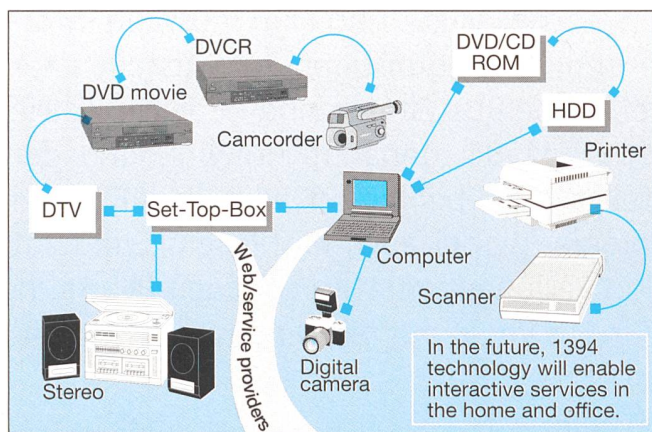 DVCR
DVD/CD
ROM
DVD movie
Camcorder
HDD
Printer
DTV
Set-Top-Box
Computer
Scanner
Web/service providers
Stereo
Digital
camera
In the future, 1394
technology will enable
interactive services in
the home and office.